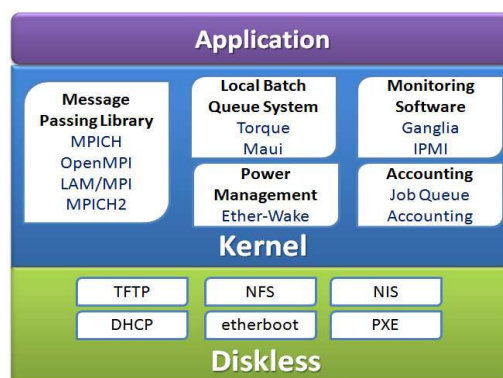 Application
Message
Passing Library
MPICH
OpenMPI
LAM/MPI
MPICH2
Local Batch
Queue System
Torque
Maui
Power
Management
Ether-Wake
Monitoring
Software
Ganglia
IPMI
Accounting
Job Queue
Accounting
Kernel
TFTP
NFS
NIS
DHCP
etherboot
PXE
Diskless